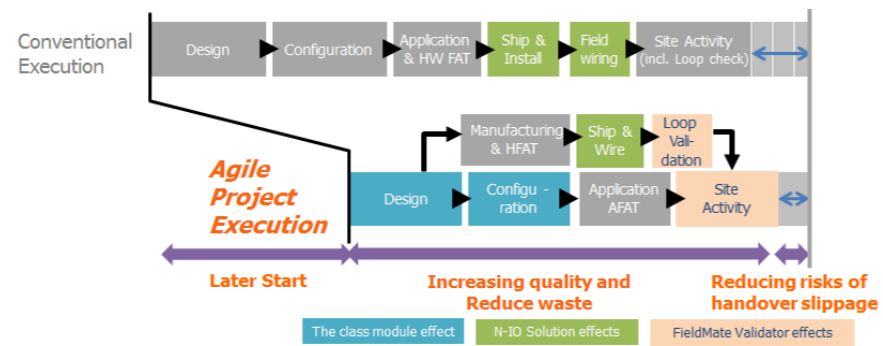 Conventional
Execution
Design
Configuration
Application
& HW FAT
Ship &
Install
Field
wiring
Site Activity
(incl. Loop check)
Manufacturing
& HFAT
Ship &
Wire
Loop
Vali-
dation
Agile
Project
Execution
Design
Configu -
ration
Application
AFAT
Site
Activity
Later Start
Increasing quality and
Reduce waste
Reducing risks of
handover slippage
The class module effect
N-IO Solution effects
FieldMate Validator effects